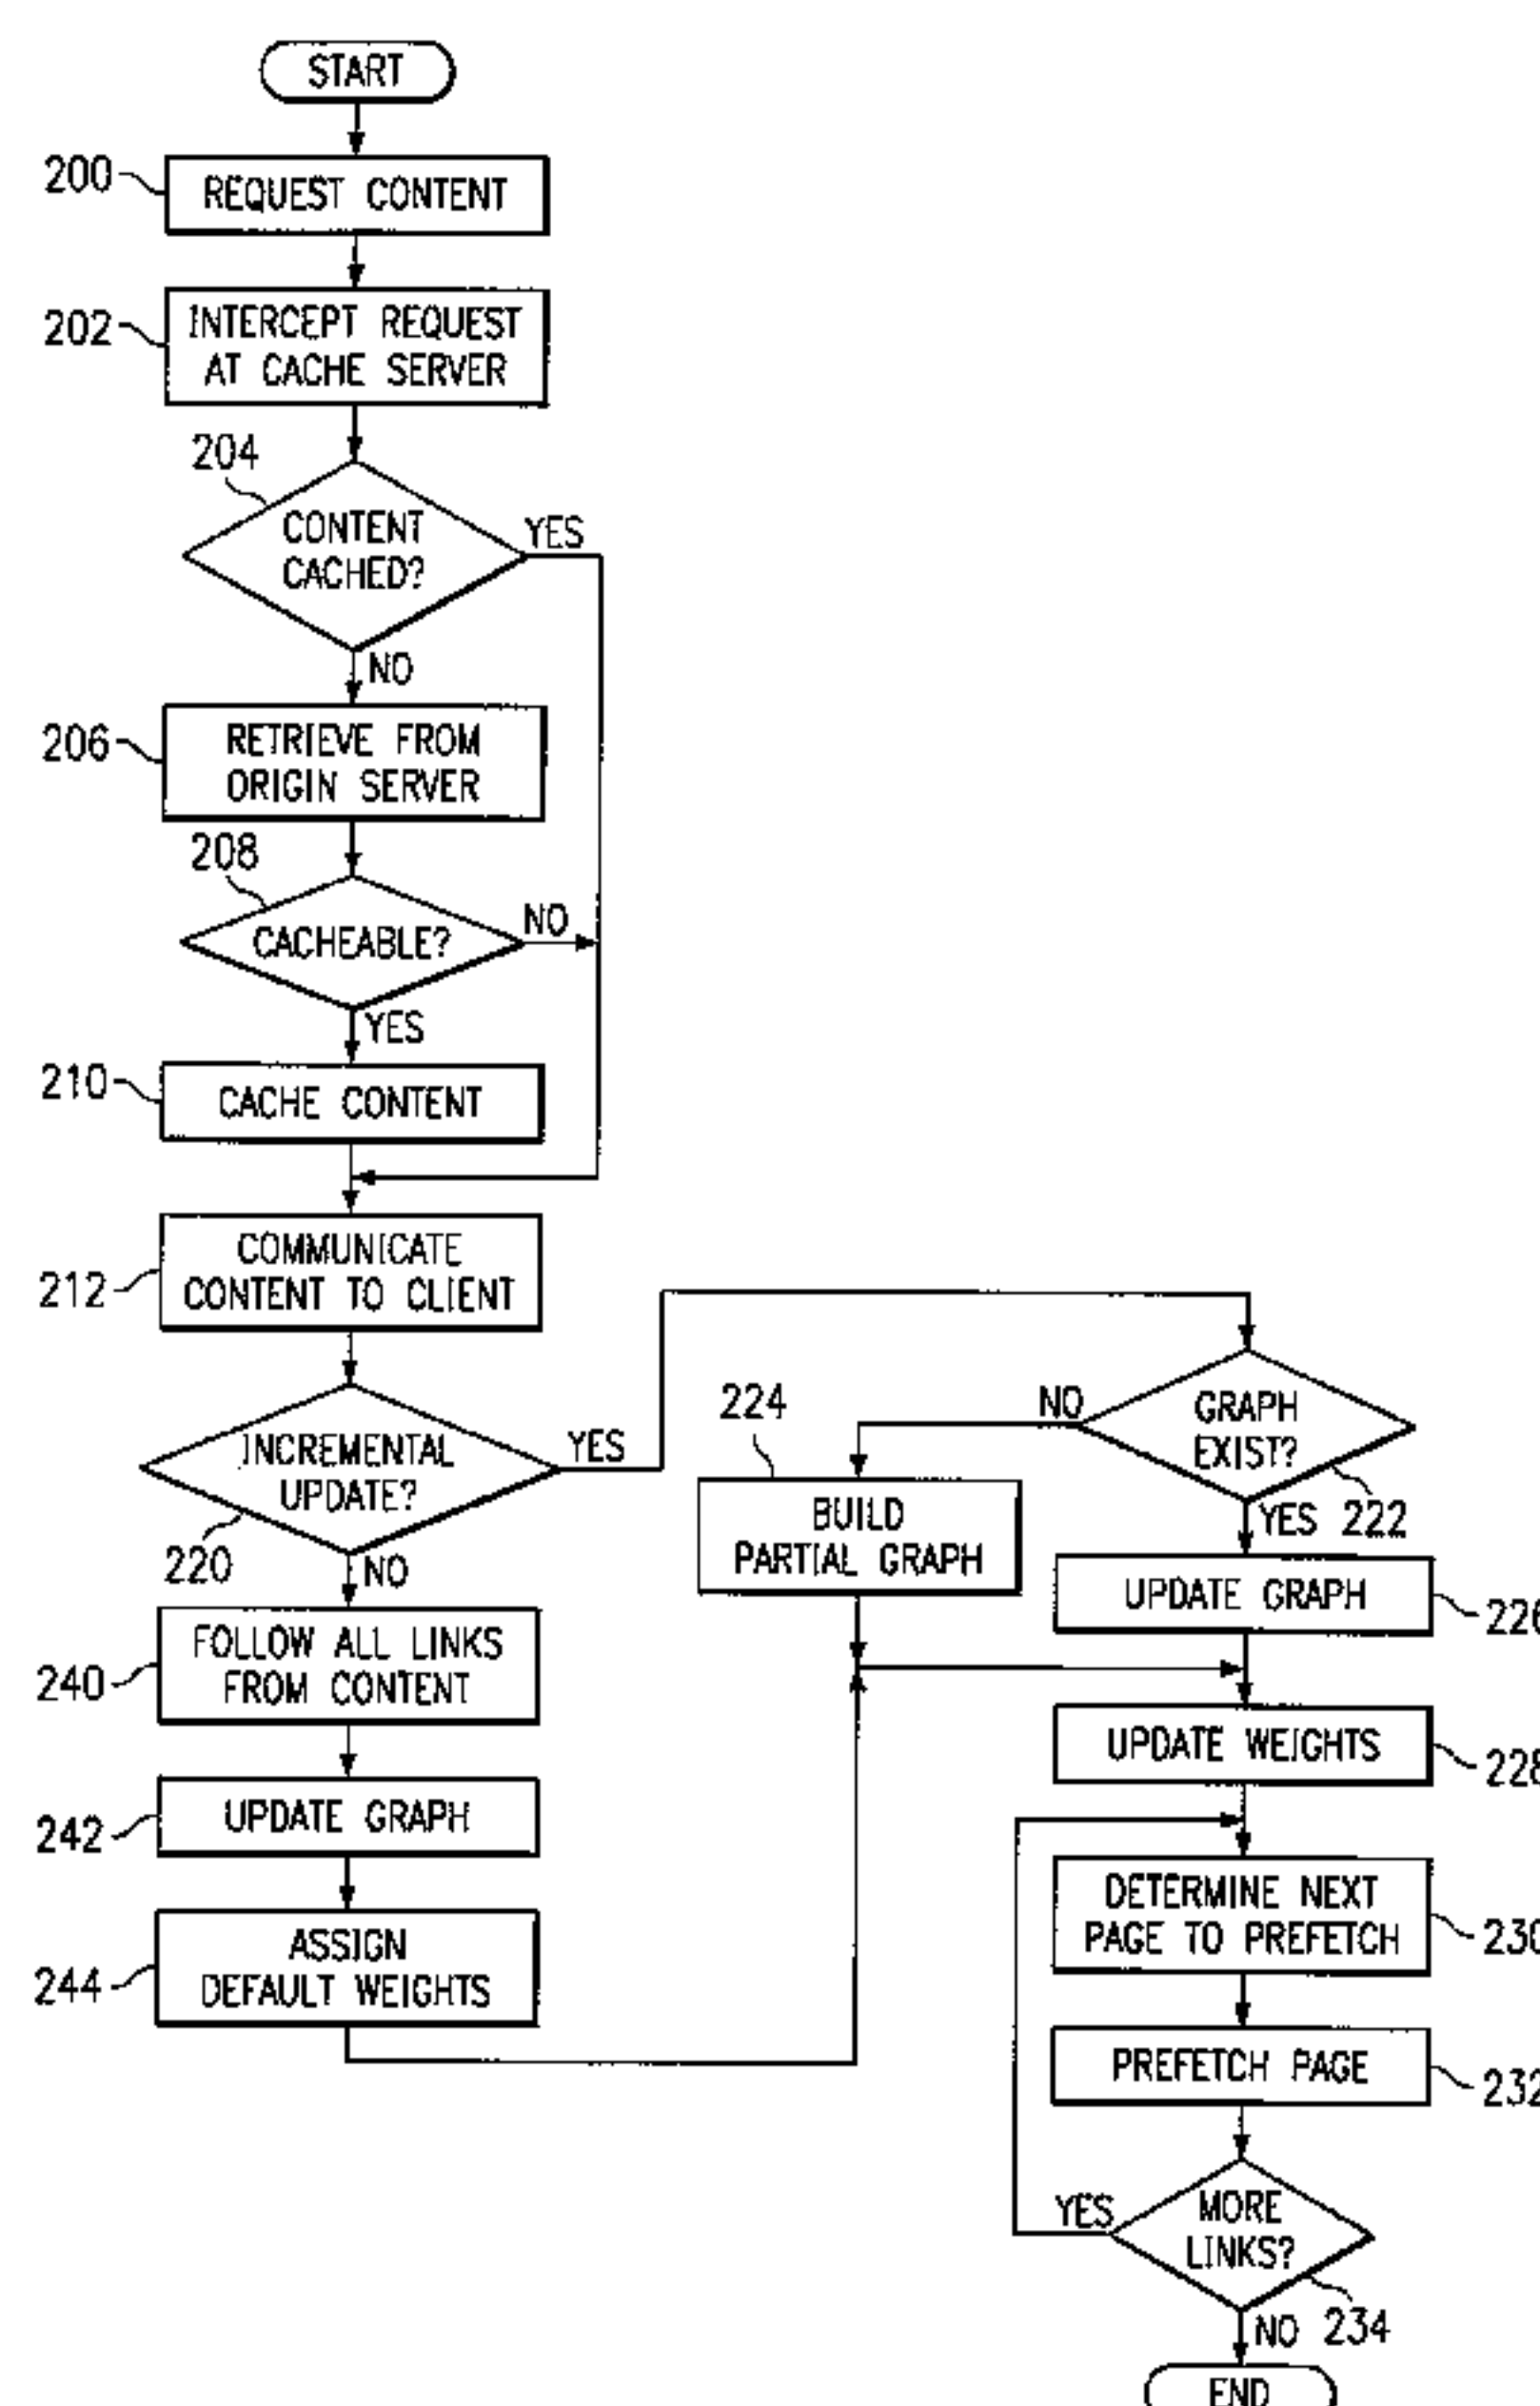 START
200
REQUEST CONTENT
202
INTERCEPT REQUEST
AT CACHE SERVER
204
CONTENT
CACHED?
YES
NO
206
RETRIEVE FROM
ORIGIN SERVER
208
CACHEABLE?
NO
YES
210
CACHE CONTENT
212
COMMUNICATE
CONTENT TO CLIENT
INCREMENTAL
UPDATE?
YES
220
NO
240
FOLLOW ALL LINKS
FROM CONTENT
242
UPDATE GRAPH
244
ASSIGN
DEFAULT WEIGHTS
GRAPH
EXIST?
NO
224
YES
222
BUILD
PARTIAL GRAPH
UPDATE GRAPH
226
UPDATE WEIGHTS
228
DETERMINE NEXT
PAGE TO PREFETCH
230
PREFETCH PAGE
232
MORE
LINKS?
YES
NO
234
END